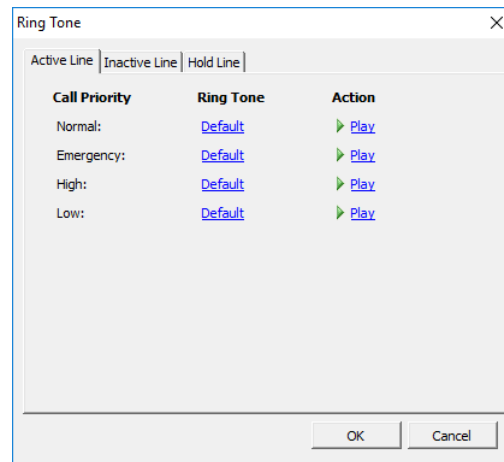 Ring Tone
Active Line Inactive Line Hold Line
Call Priority Ring Tone Action
Normal: Default Play
Emergency: Default Play
High: Default Play
Low: Default Play
OK Cancel